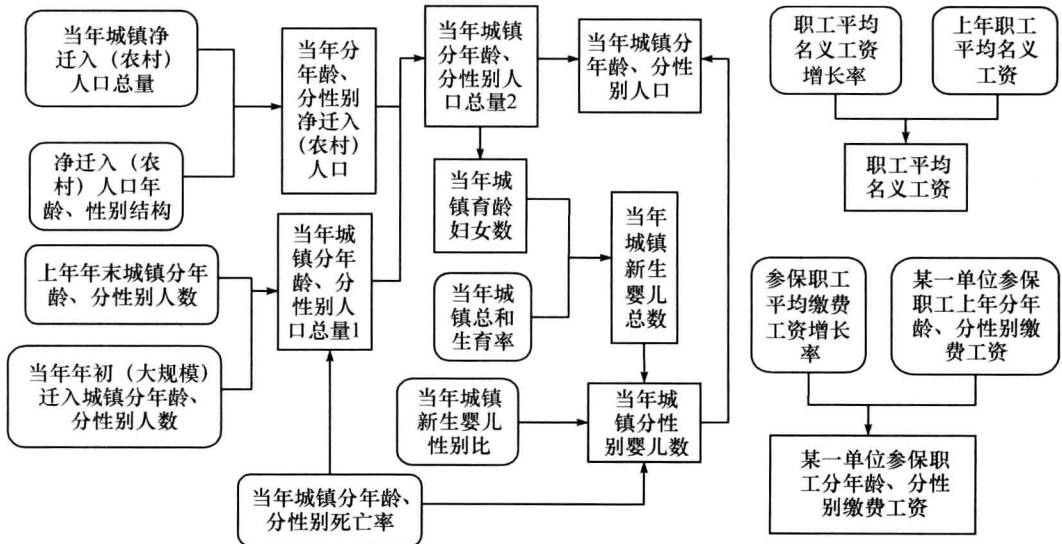 当年城镇净
迁入（农村）
人口总量
净迁入（农
村）人口年
龄、性别结构
上年年末城镇分年
龄、分性别人数
当年年初（大规模）
迁入城镇分年龄、
分性别人数
当年分
年龄、
分性别
净迁入
（农村）
人口
当年城
镇分年
龄、分
性别人
口总量1
当年城镇分年龄、
分性别死亡率
当年城镇
分年龄、
分性别人
口总量2
当年城
镇育龄
妇女数
当年城
镇总和
生育率
当年城镇
新生婴儿
性别比
当年城镇分
年龄、分性
别人口
当年
城镇
新生
婴儿
总数
当年城
镇分性
别婴儿数
职工平均
名义工资
增长率
上年职工
平均名义
工资
职工平均
名义工资
参保职工
平均缴费
工资增长
率
某一单位参保
职工上年分年
龄、分性别缴
费工资
某一单位参保职
工分年龄、分性
别缴费工资